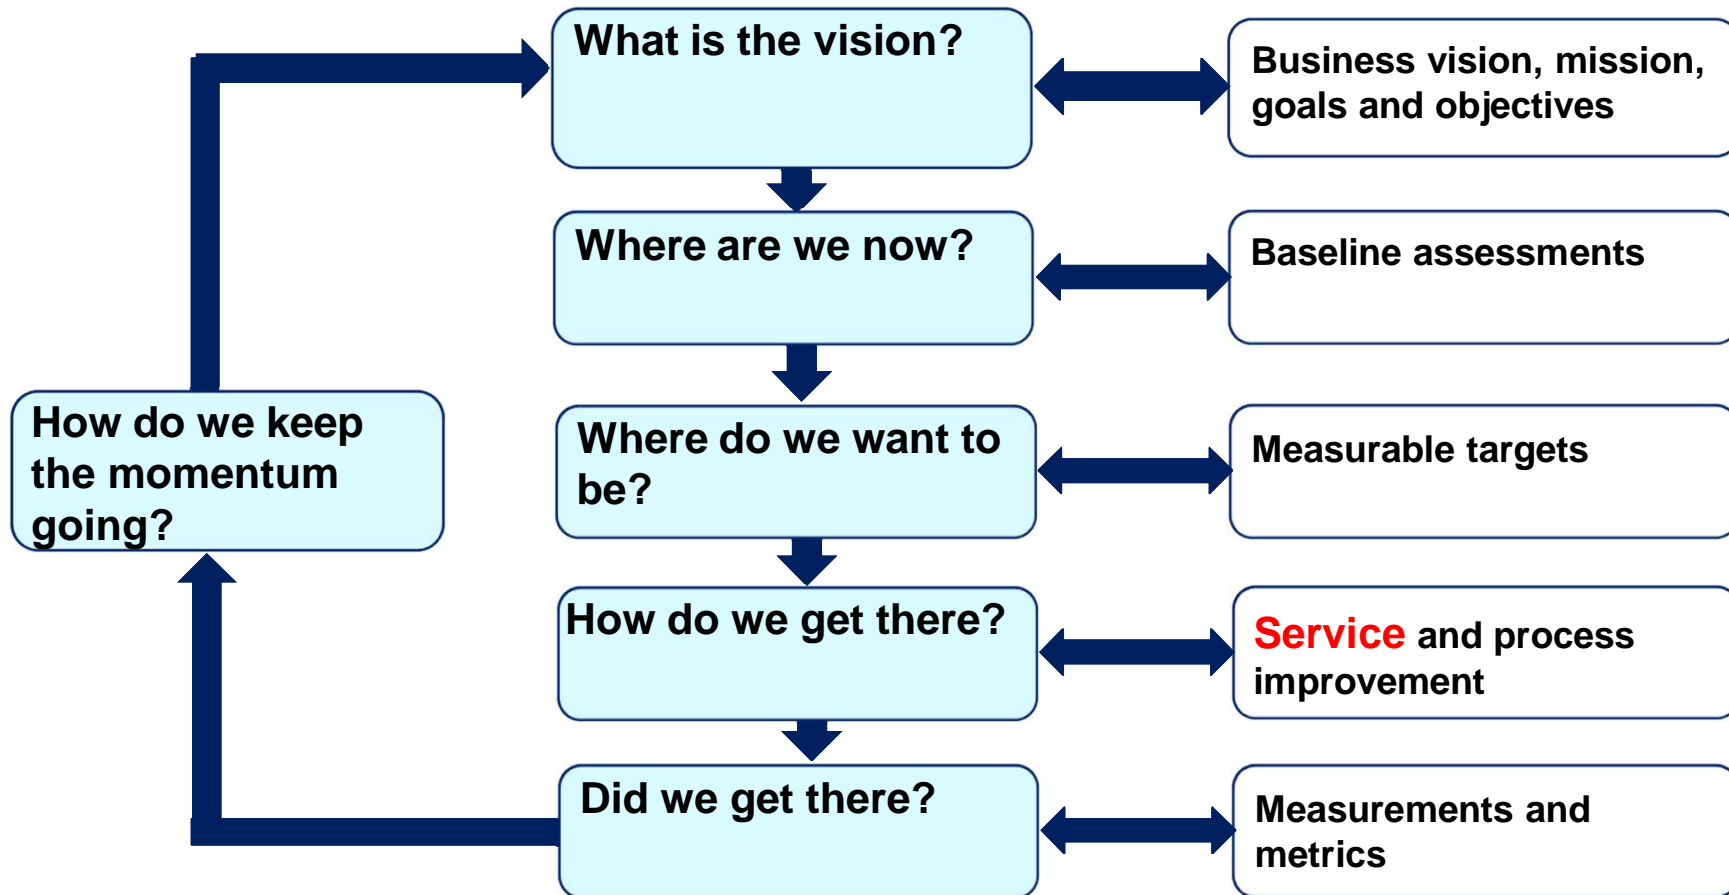 What is the vision?
Business vision, mission,
goals and objectives
Where are we now?
Baseline assessments
How do we keep
the momentum
going?
Where do we want to
be?
Measurable targets
How do we get there?
Service and process
improvement
Did we get there?
Measurements and
metrics